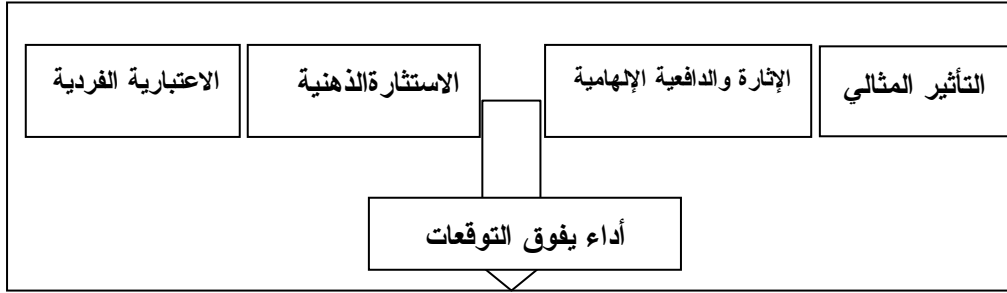 التأثير المثالي
الإثارة والدافعية الإلهامية
الاستثارةالذهنية
الاعتبارية الفردية
أداء يفوق التوقعات